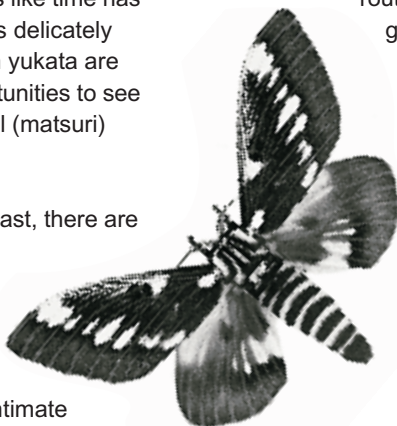 s like time has
s delicately
n yukata are
tunities to see
l (matsuri)
ast, there are
ntimate
rout
g